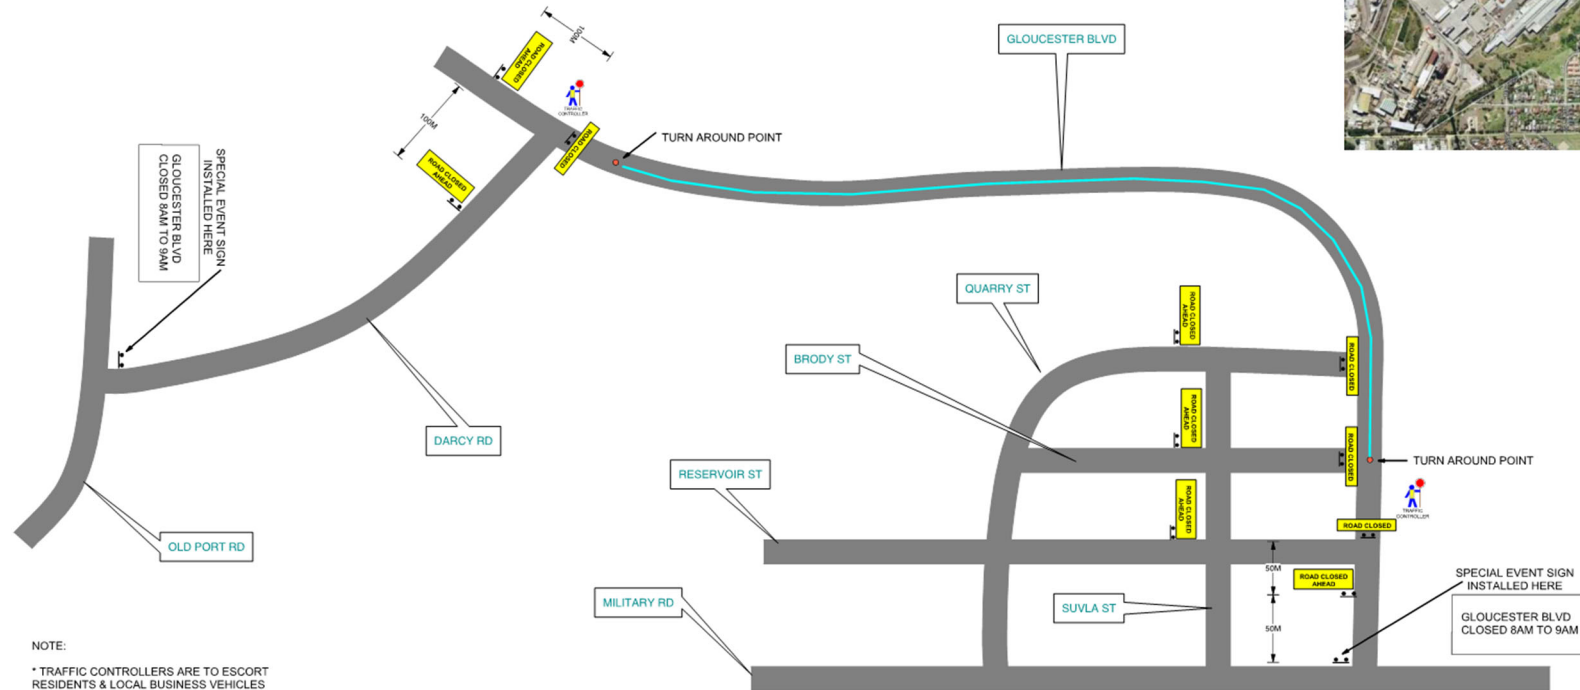 100M
ROAD CLOSED
AHEAD
TRAFFIC
CONTROLLER
GLOUCESTER BLVD
100M
ROAD CLOSED
TURN AROUND POINT
ROAD CLOSED
AHEAD
SPECIAL EVENT SIGN
INSTALLED HERE
GLOUCESTER BLVD
CLOSED 8AM TO 9AM
QUARRY ST
ROAD CLOSED
AHEAD
BRODY ST
ROAD CLOSED
ROAD CLOSED
AHEAD
DARCY RD
ROAD CLOSED
TURN AROUND POINT
RESERVOIR ST
ROAD CLOSED
AHEAD
TRAFFIC
CONTROLLER
ROAD CLOSED
OLD PORT RD
50M
ROAD CLOSED
AHEAD
SPECIAL EVENT SIGN
INSTALLED HERE
MILITARY RD
SUVLA ST
50M
GLOUCESTER BLVD
CLOSED 8AM TO 9AM
NOTE:
* TRAFFIC CONTROLLERS ARE TO ESCORT
RESIDENTS & LOCAL BUSINESS VEHICLES